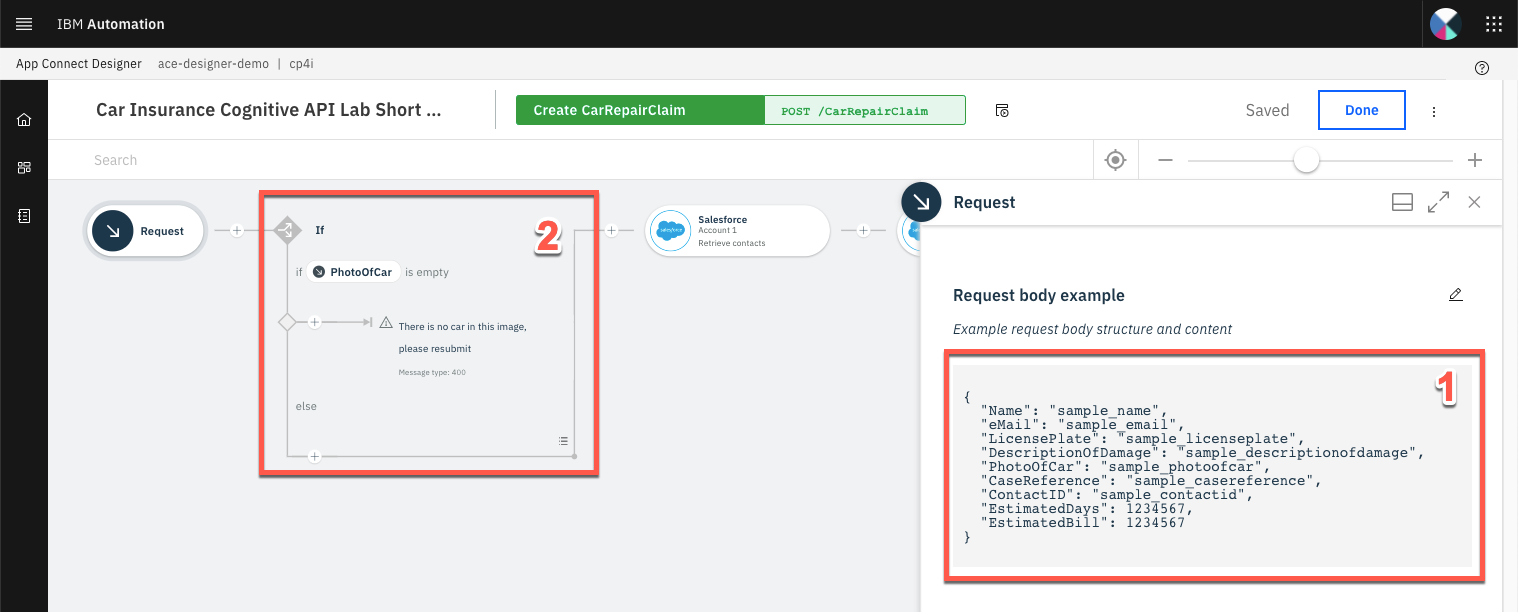 IBM Automation
App Connect Designer ace-designer-demo | cp4i
Car Insurance Cognitive API Lab Short ...
Create CarRepairClaim
POST /CarRepairClaim
Saved
Done
Search
Request
2
If
if PhotoOfCar is empty
There is no car in this image,
please resubmit
Message type: 400
else
salesforce
Salesforce
Account 1
Retrieve contacts
Request
Request body example
Example request body structure and content
1
{
"Name": "sample_name",
"eMail": "sample_email",
"LicensePlate": "sample_licenseplate",
"DescriptionOfDamage": "sample_descriptionofdamage",
"PhotoOfCar": "sample_photoofcar",
"CaseReference": "sample_casereference",
"ContactID": "sample_contactid",
"EstimatedDays": 1234567,
"EstimatedBill": 1234567
}